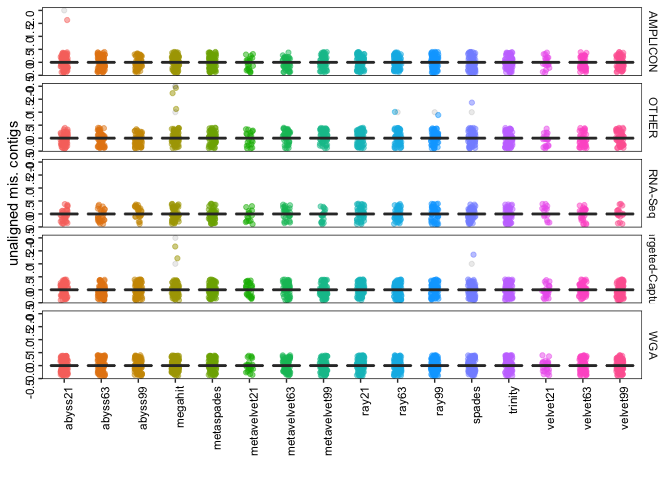 unaligned mis. contigs
AMPLICON
OTHER
RNA-Seq
rgeted-Captu
WGA
abyss21
abyss63
abyss99
megahit
metaspades
metavelvet21
metavelvet63
metavelvet99
ray21
ray63
ray99
spades
trinity
velvet21
velvet63
velvet99